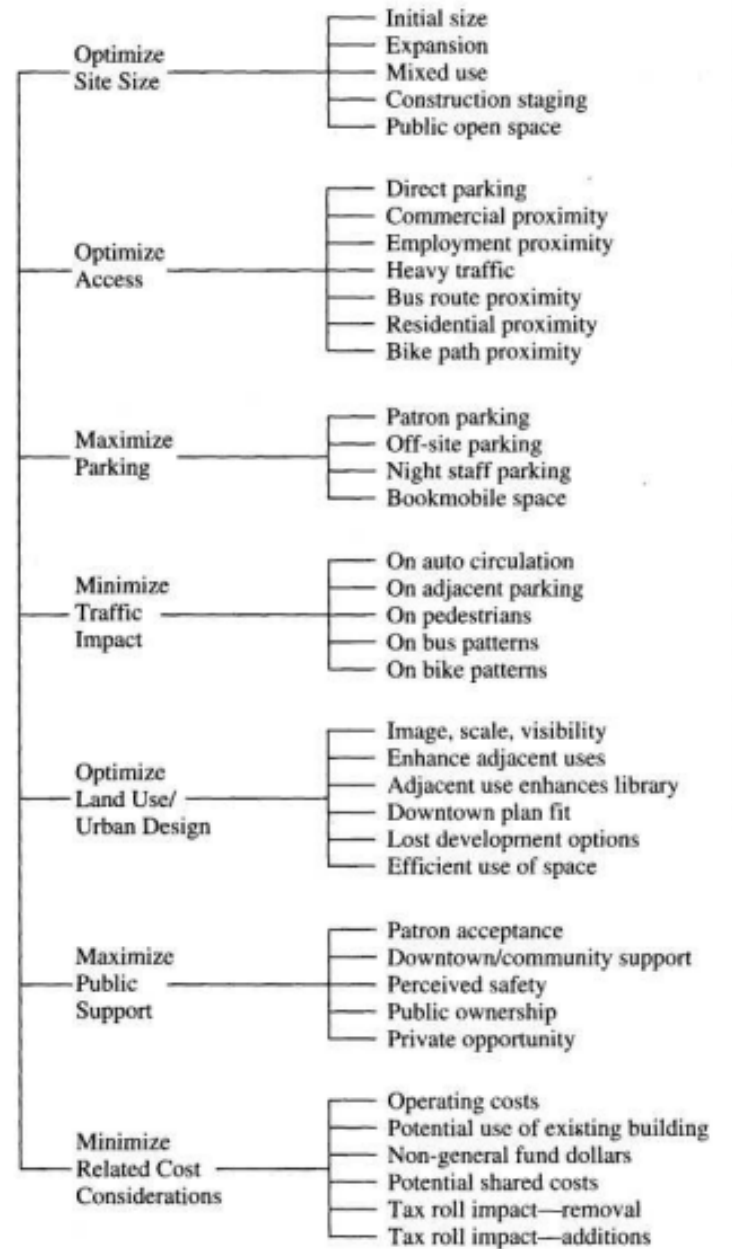 Optimize
Site Size
Initial size
Expansion
Mixed use
Construction staging
Public open space
Optimize
Access
Direct parking
Commercial proximity
Employment proximity
Heavy traffic
Bus route proximity
Residential proximity
Bike path proximity
Maximize
Parking
Patron parking
Off-site parking
Night staff parking
Bookmobile space
Minimize
Traffic
Impact
On auto circulation
On adjacent parking
On pedestrians
On bus patterns
On bike patterns
Optimize
Land Use/
Urban Design
Image, scale, visibility
Enhance adjacent uses
Adjacent use enhances library
Downtown plan fit
Lost development options
Efficient use of space
Maximize
Public
Support
Patron acceptance
Downtown/community support
Perceived safety
Public ownership
Private opportunity
Minimize
Related Cost
Considerations
Operating costs
Potential use of existing building
Non-general fund dollars
Potential shared costs
Tax roll impact—removal
Tax roll impact—additions